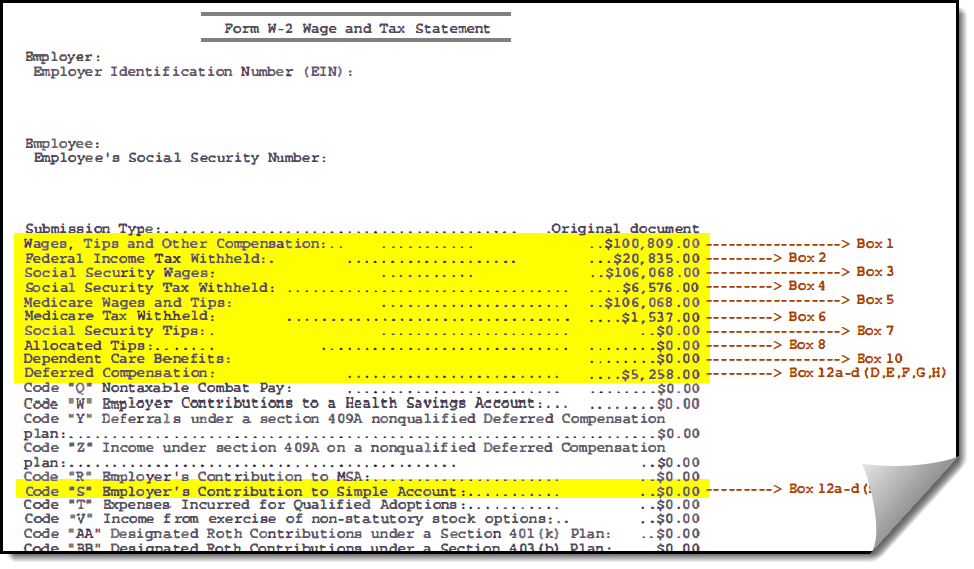 Form W-2 Wage and Tax Statement
Employer:
Employer Identification Number (EIN):
Employee:
Employee's Social Security Number:
Submission Type:.......................................... .Original document
Wages, Tips and Other Compensation:.. ........... ..$100,809.00 -----------------> Box 1
Federal Income Tax Withheld:. .................... ...$20,835.00 ---------> Box 2
Social Security Wages: ........... ..$106,068.00 -----------------> Box 3
Social Security Tax Withheld: ................................. ....$6,576.00 ---------> Box 4
Medicare Wages and Tips: ...................... ..$106,068.00 -----------------> Box 5
Medicare Tax Withheld: ................................. ....$1,537.00 ---------> Box 6
Social Security Tips:. ...................... ..$0.00 -----------------> Box 7
Allocated Tips:....... ............................. ........$0.00 ---------> Box 8
Dependent Care Benefits: ........$0.00 -----------------> Box 10
Deferred Compensation: ...................... ....$5,258.00 ---------> Box 12a-d (D,E,F,G,H)
Code "Q" Nontaxable Combat Pay: ...................... ........$0.00
Code "W" Employer Contributions to a Health Savings Account:... ........$0.00
Code "Y" Deferrals under a section 409A nonqualified Deferred Compensation
plan:......................................................................$0.00
Code "Z" Income under section 409A on a nonqualified Deferred Compensation
plan:.............................................. ..$0.00
Code "R" Employer's Contribution to MSA:....................... ..$0.00
Code "S" Employer's Contribution to Simple Account:........... ..$0.00 ---------> Box 12a-d
Code "T" Expenses Incurred for Qualified Adoptions:........... ..$0.00
Code "V" Income from exercise of non-statutory stock options:.. ..$0.00
Code "AA" Designated Roth Contributions under a Section 401(k) Plan: ..$0.00
Code "BB" Designated Roth Contributions under a Section 403(b) Plan: ..$0.00